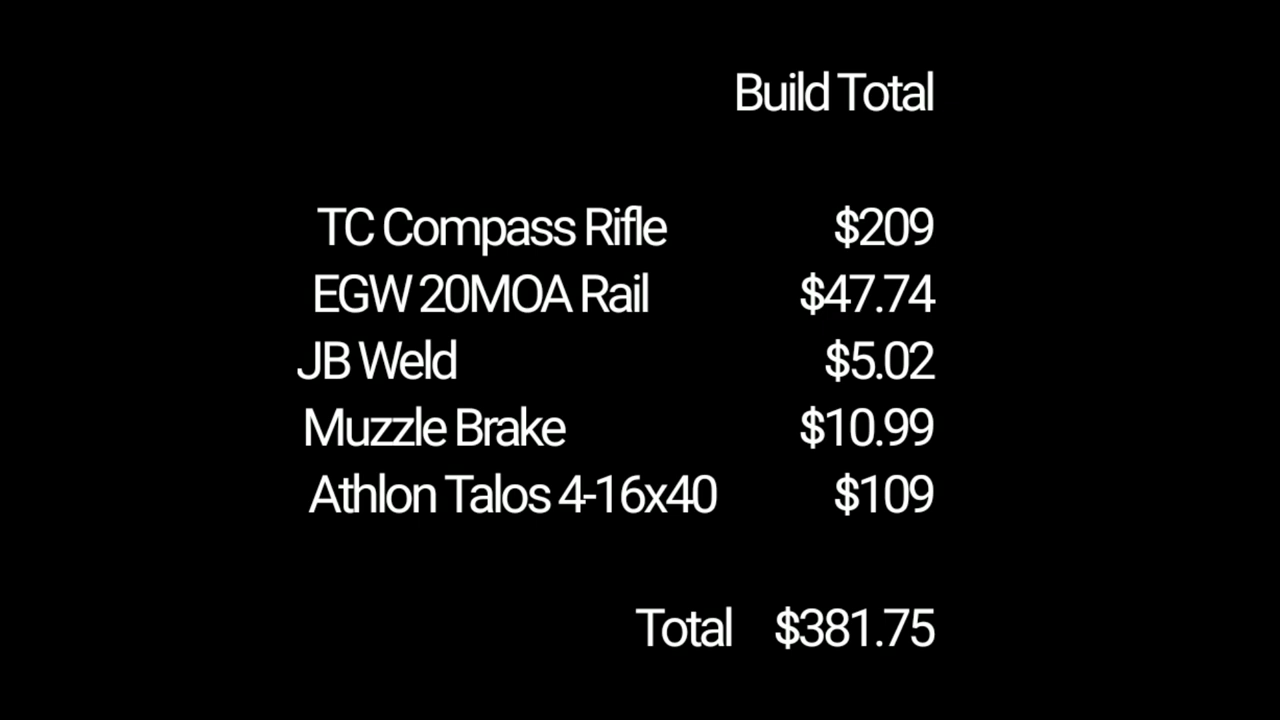 Build Total
TC Compass Rifle $209
EGW 20MOA Rail $47.74
JB Weld $5.02
Muzzle Brake $10.99
Athlon Talos 4-16x40 $109
Total $381.75